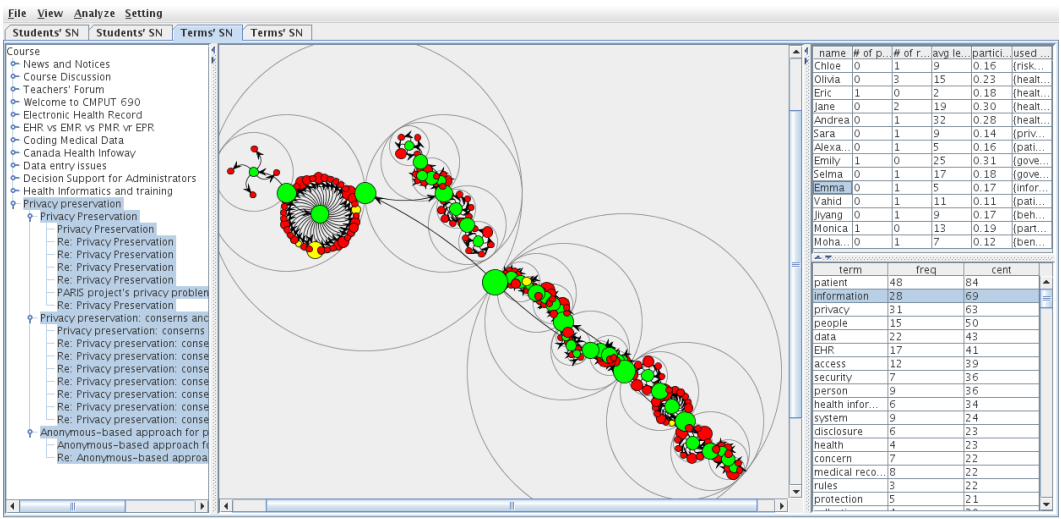 File View Analyze Setting
Students' SN Students' SN Terms' SN Terms' SN
Course
News and Notices
Course Discussion
Teachers' Forum
Welcome to CMPUT 690
Electronic Health Record
EHR vs EMR vs PMR vr EPR
Coding Medical Data
Canada Health Infoway
Data entry issues
Decision Support for Administrators
Health Informatics and training
Privacy preservation
Privacy Preservation
Privacy Preservation
Re: Privacy Preservation
Re: Privacy Preservation
Re: Privacy Preservation
Re: Privacy Preservation
PARIS project's privacy problen
Re: Privacy Preservation
Privacy preservation: conserns anc
Privacy preservation: conserns
Re: Privacy preservation: conse
Re: Privacy preservation: conse
Re: Privacy preservation: conse
Re: Privacy preservation: conse
Re: Privacy preservation: conse
Re: Privacy preservation: conse
Re: Privacy preservation: conse
Anonymous-based approach for p
Anonymous-based approach fo
Re: Anonymous-based approa
name # of p... # of r... avg le... partici... used ...
Chloe 0 1 9 0.16 {risk...
Olivia 0 3 15 0.23 {healt...
Eric 1 0 2 0.18 {healt...
Jane 0 2 19 0.30 {healt...
Andrea 0 1 32 0.28 {healt...
Sara 0 1 9 0.14 {priv...
Alexa... 0 1 5 0.16 {pati...
Emily 1 0 25 0.31 {gove...
Selma 0 1 17 0.18 {gove...
Emma 0 1 5 0.17 {infor...
Vahid 0 1 11 0.11 {pati...
Jiyang 0 1 9 0.17 {beh...
Monica 1 0 13 0.19 {part...
Moha... 0 1 7 0.12 {ben...
term freq cent
patient 48 84
information 28 69
privacy 31 63
people 15 50
data 22 43
EHR 17 41
access 12 39
security 7 36
person 9 36
health infor... 6 34
system 9 24
disclosure 6 23
health 4 23
concern 7 22
medical reco... 8 22
rules 3 22
protection 5 21